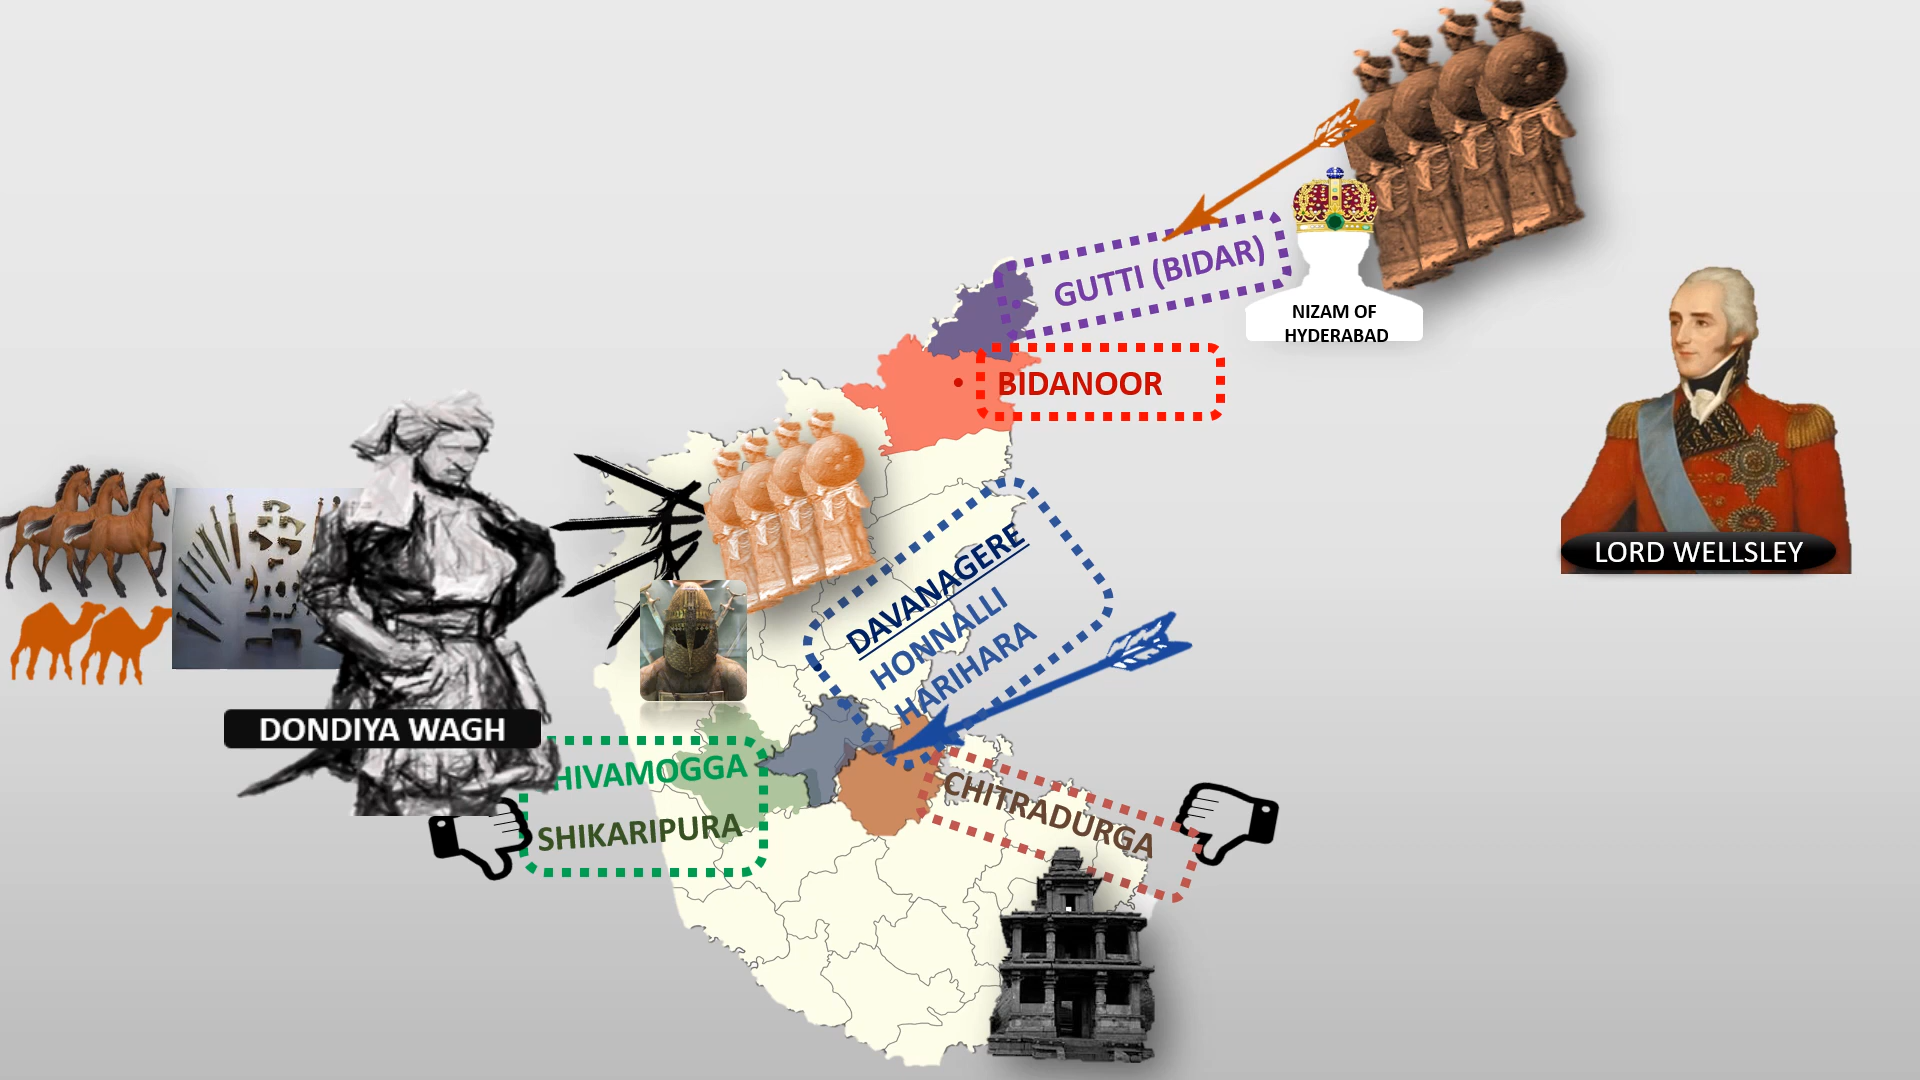 GUTTI (BIDAR)
NIZAM OF
HYDERABAD
• BIDANOOR
LORD WELLSLEY
DAVANAGERE
HONNALLI
HARIHARA
DONDIYA WAGH
HIVAMOGGA
SHIKARIPURA
CHITRADURGA